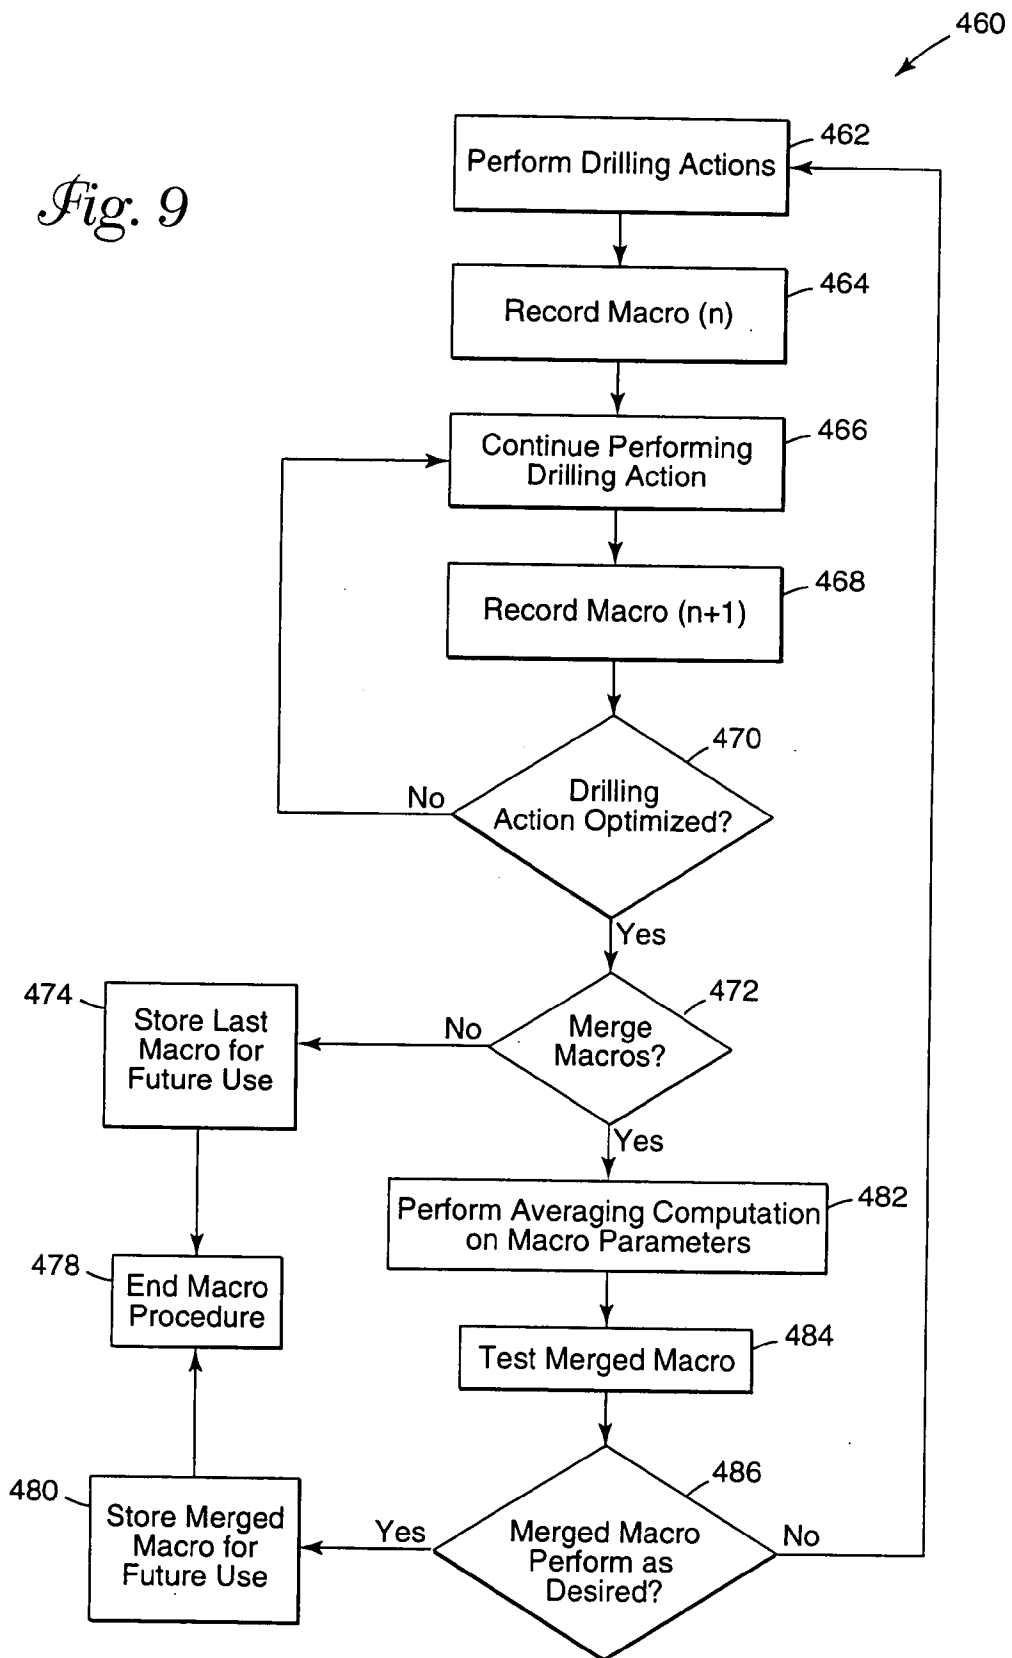 460
Fig. 9
462
Perform Drilling Actions
464
Record Macro (n)
466
Continue Performing
Drilling Action
468
Record Macro (n+1)
470
Drilling
Action Optimized?
No
Yes
472
Merge
Macros?
No
Yes
474
Store Last
Macro for
Future Use
482
Perform Averaging Computation
on Macro Parameters
478
End Macro
Procedure
484
Test Merged Macro
486
Merged Macro
Perform as
Desired?
Yes
No
480
Store Merged
Macro for
Future Use